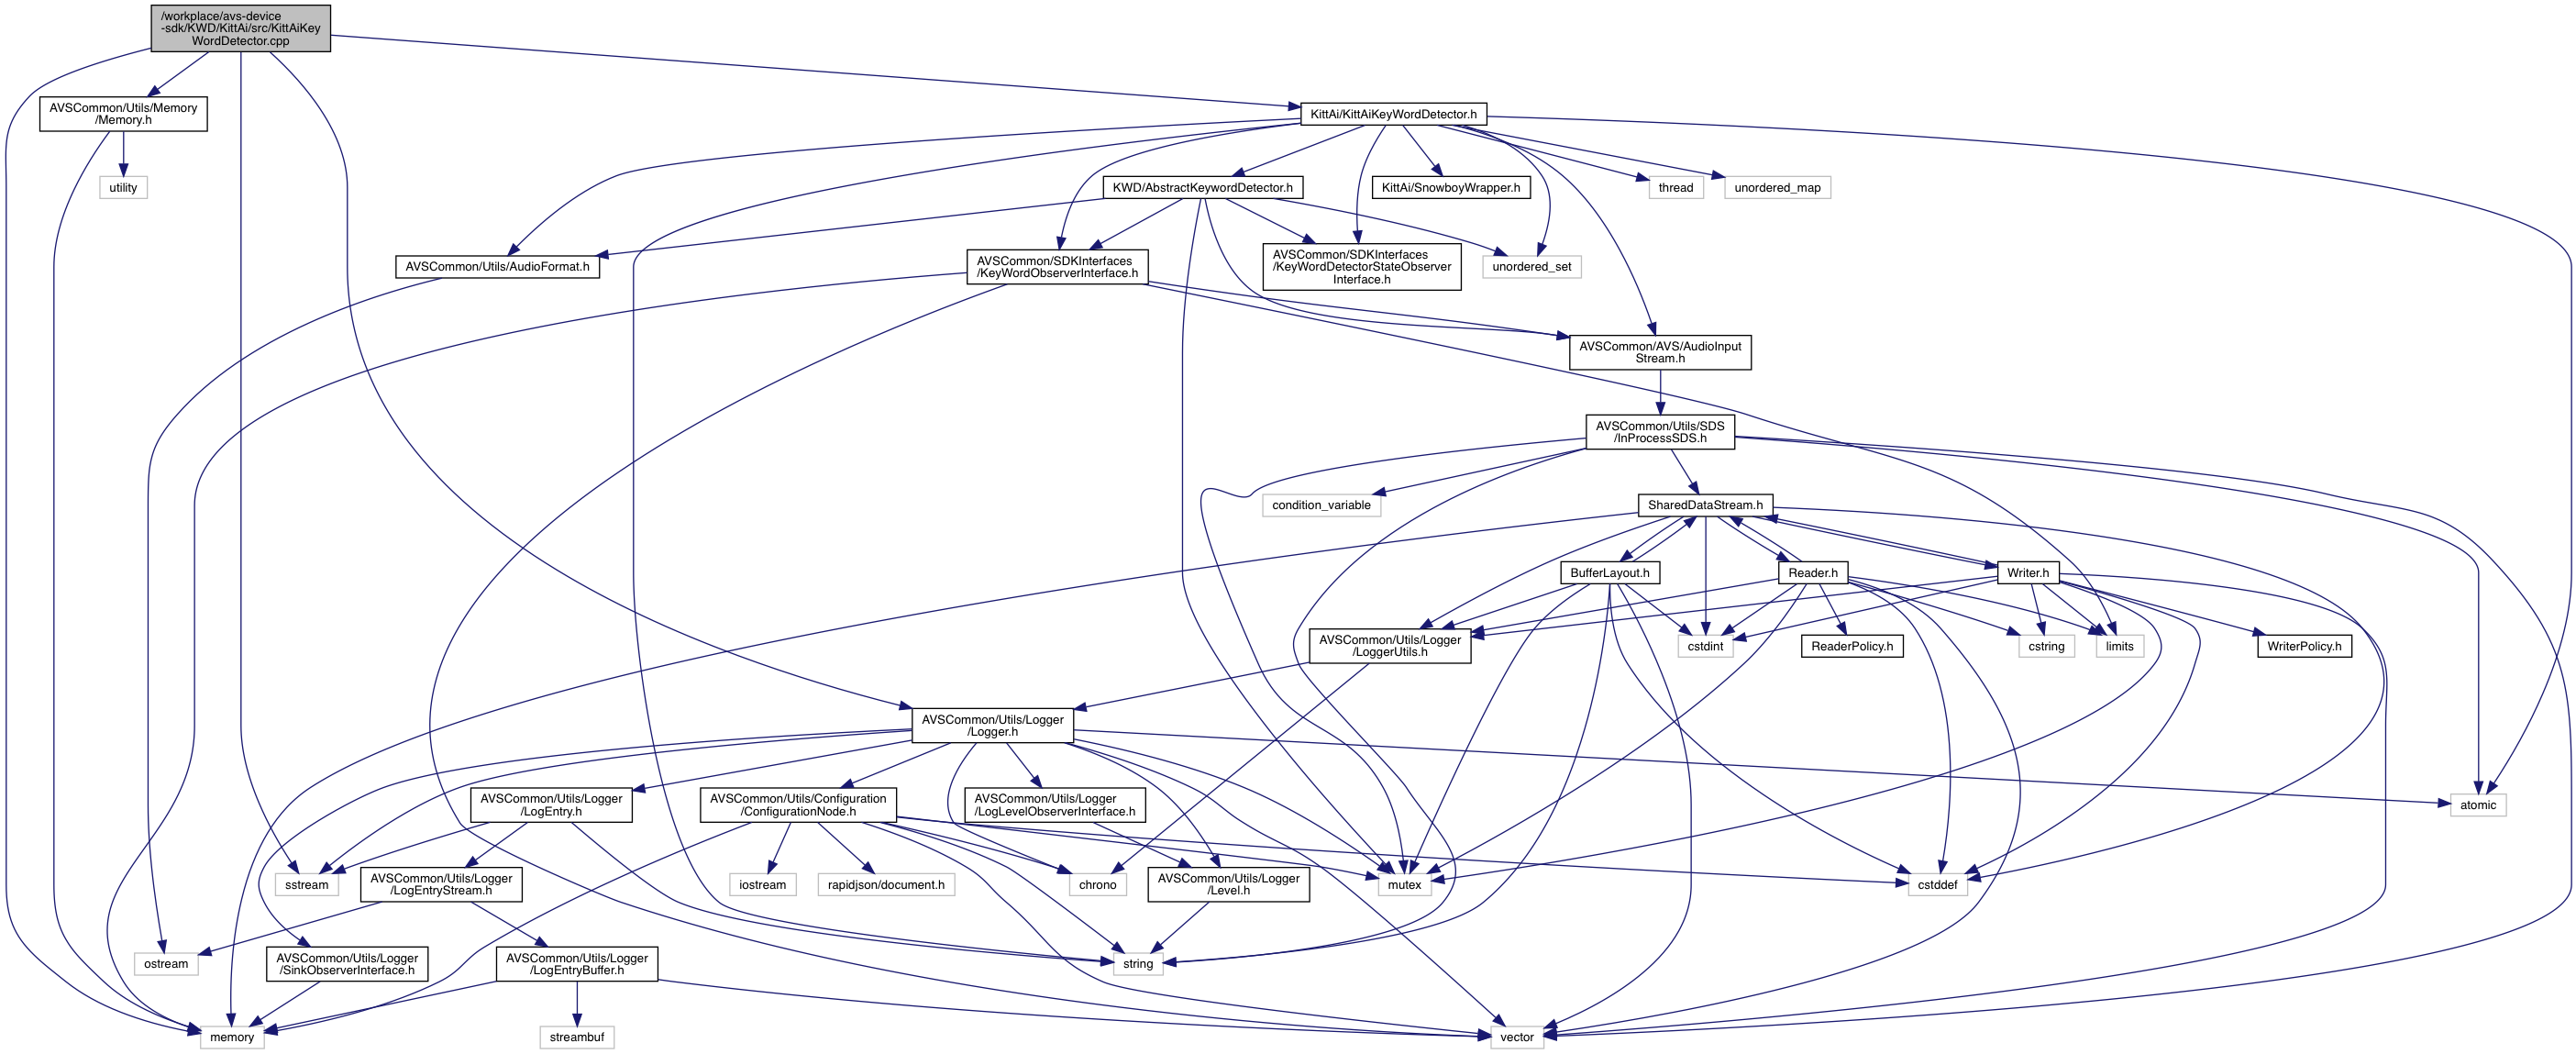 /workplace/avs-device
-sdk/KWD/KittAi/src/KittAiKey
WordDetector.cpp
AVSCommon/Utils/Memory
/Memory.h
KittAi/KittAiKeyWordDetector.h
utility
KWD/AbstractKeywordDetector.h
KittAi/SnowboyWrapper.h
thread
unordered_map
AVSCommon/Utils/AudioFormat.h
AVSCommon/SDKInterfaces
/KeyWordObserverInterface.h
AVSCommon/SDKInterfaces
/KeyWordDetectorStateObserver
Interface.h
unordered_set
AVSCommon/AVS/AudioInput
Stream.h
AVSCommon/Utils/SDS
/InProcessSDS.h
condition_variable
SharedDataStream.h
BufferLayout.h
Reader.h
Writer.h
AVSCommon/Utils/Logger
/LoggerUtils.h
cstdint
ReaderPolicy.h
cstring
limits
WriterPolicy.h
AVSCommon/Utils/Logger
/Logger.h
AVSCommon/Utils/Logger
/LogEntry.h
AVSCommon/Utils/Configuration
/ConfigurationNode.h
AVSCommon/Utils/Logger
/LogLevelObserverInterface.h
atomic
sstream
AVSCommon/Utils/Logger
/LogEntryStream.h
iostream
rapidjson/document.h
chrono
AVSCommon/Utils/Logger
/Level.h
mutex
cstddef
ostream
AVSCommon/Utils/Logger
/SinkObserverInterface.h
AVSCommon/Utils/Logger
/LogEntryBuffer.h
string
memory
streambuf
vector